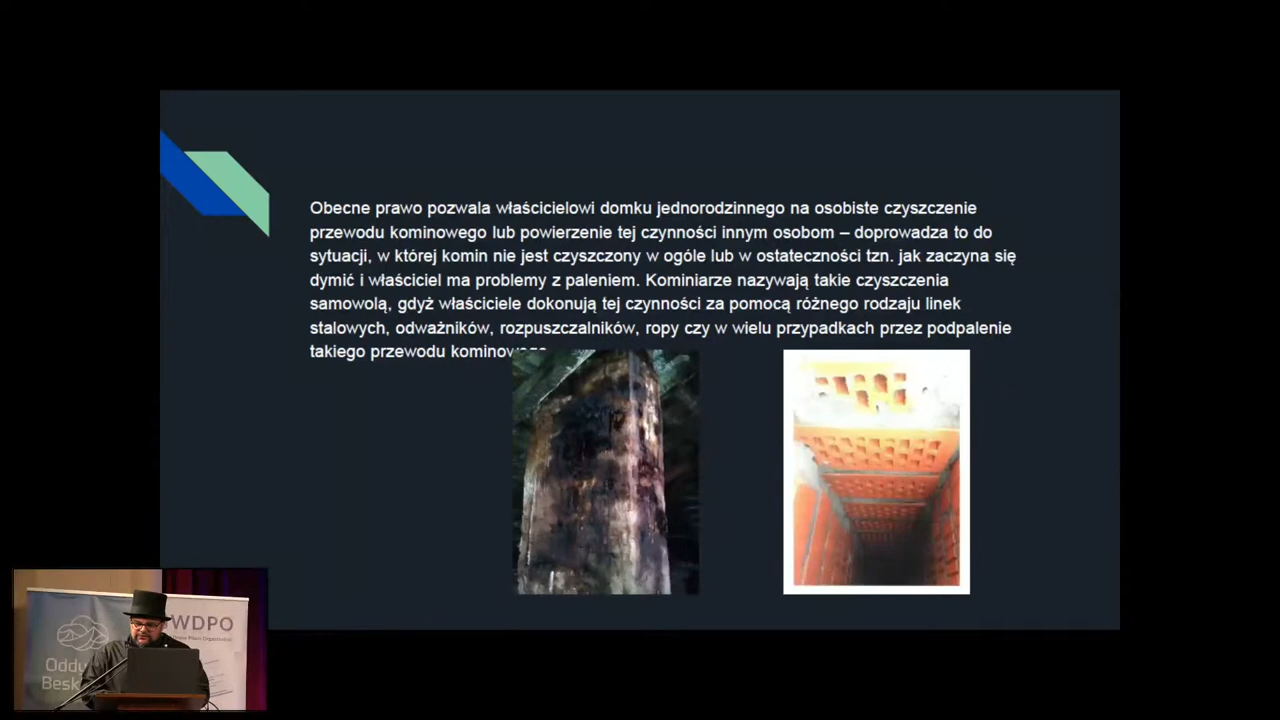 Obecne prawo pozwala właścicielowi domku jednorodzinnego na osobiste czyszczenie
przewodu kominowego lub powierzenie tej czynności innym osobom – doprowadza to do
sytuacji, w której komin nie jest czyszczony w ogóle lub w ostateczności tzn. jak zaczyna się
dymić i właściciel ma problemy z paleniem. Kominiarze nazywają takie czyszczenia
samowolą, gdyż właściciele dokonują tej czynności za pomocą różnego rodzaju linek
stalowych, odważników, rozpuszczalników, ropy czy w wielu przypadkach przez podpalenie
takiego przewodu kominowego
WDPO
Oddy
Besk